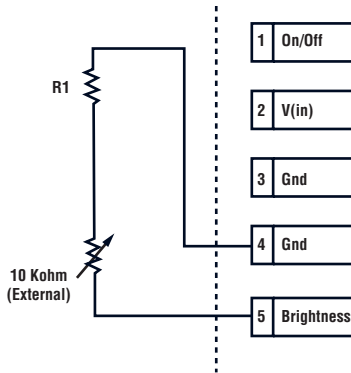 1 On/Off
R1
2 V(in)
3 Gnd
4 Gnd
10 Kohm
(External)
5 Brightness